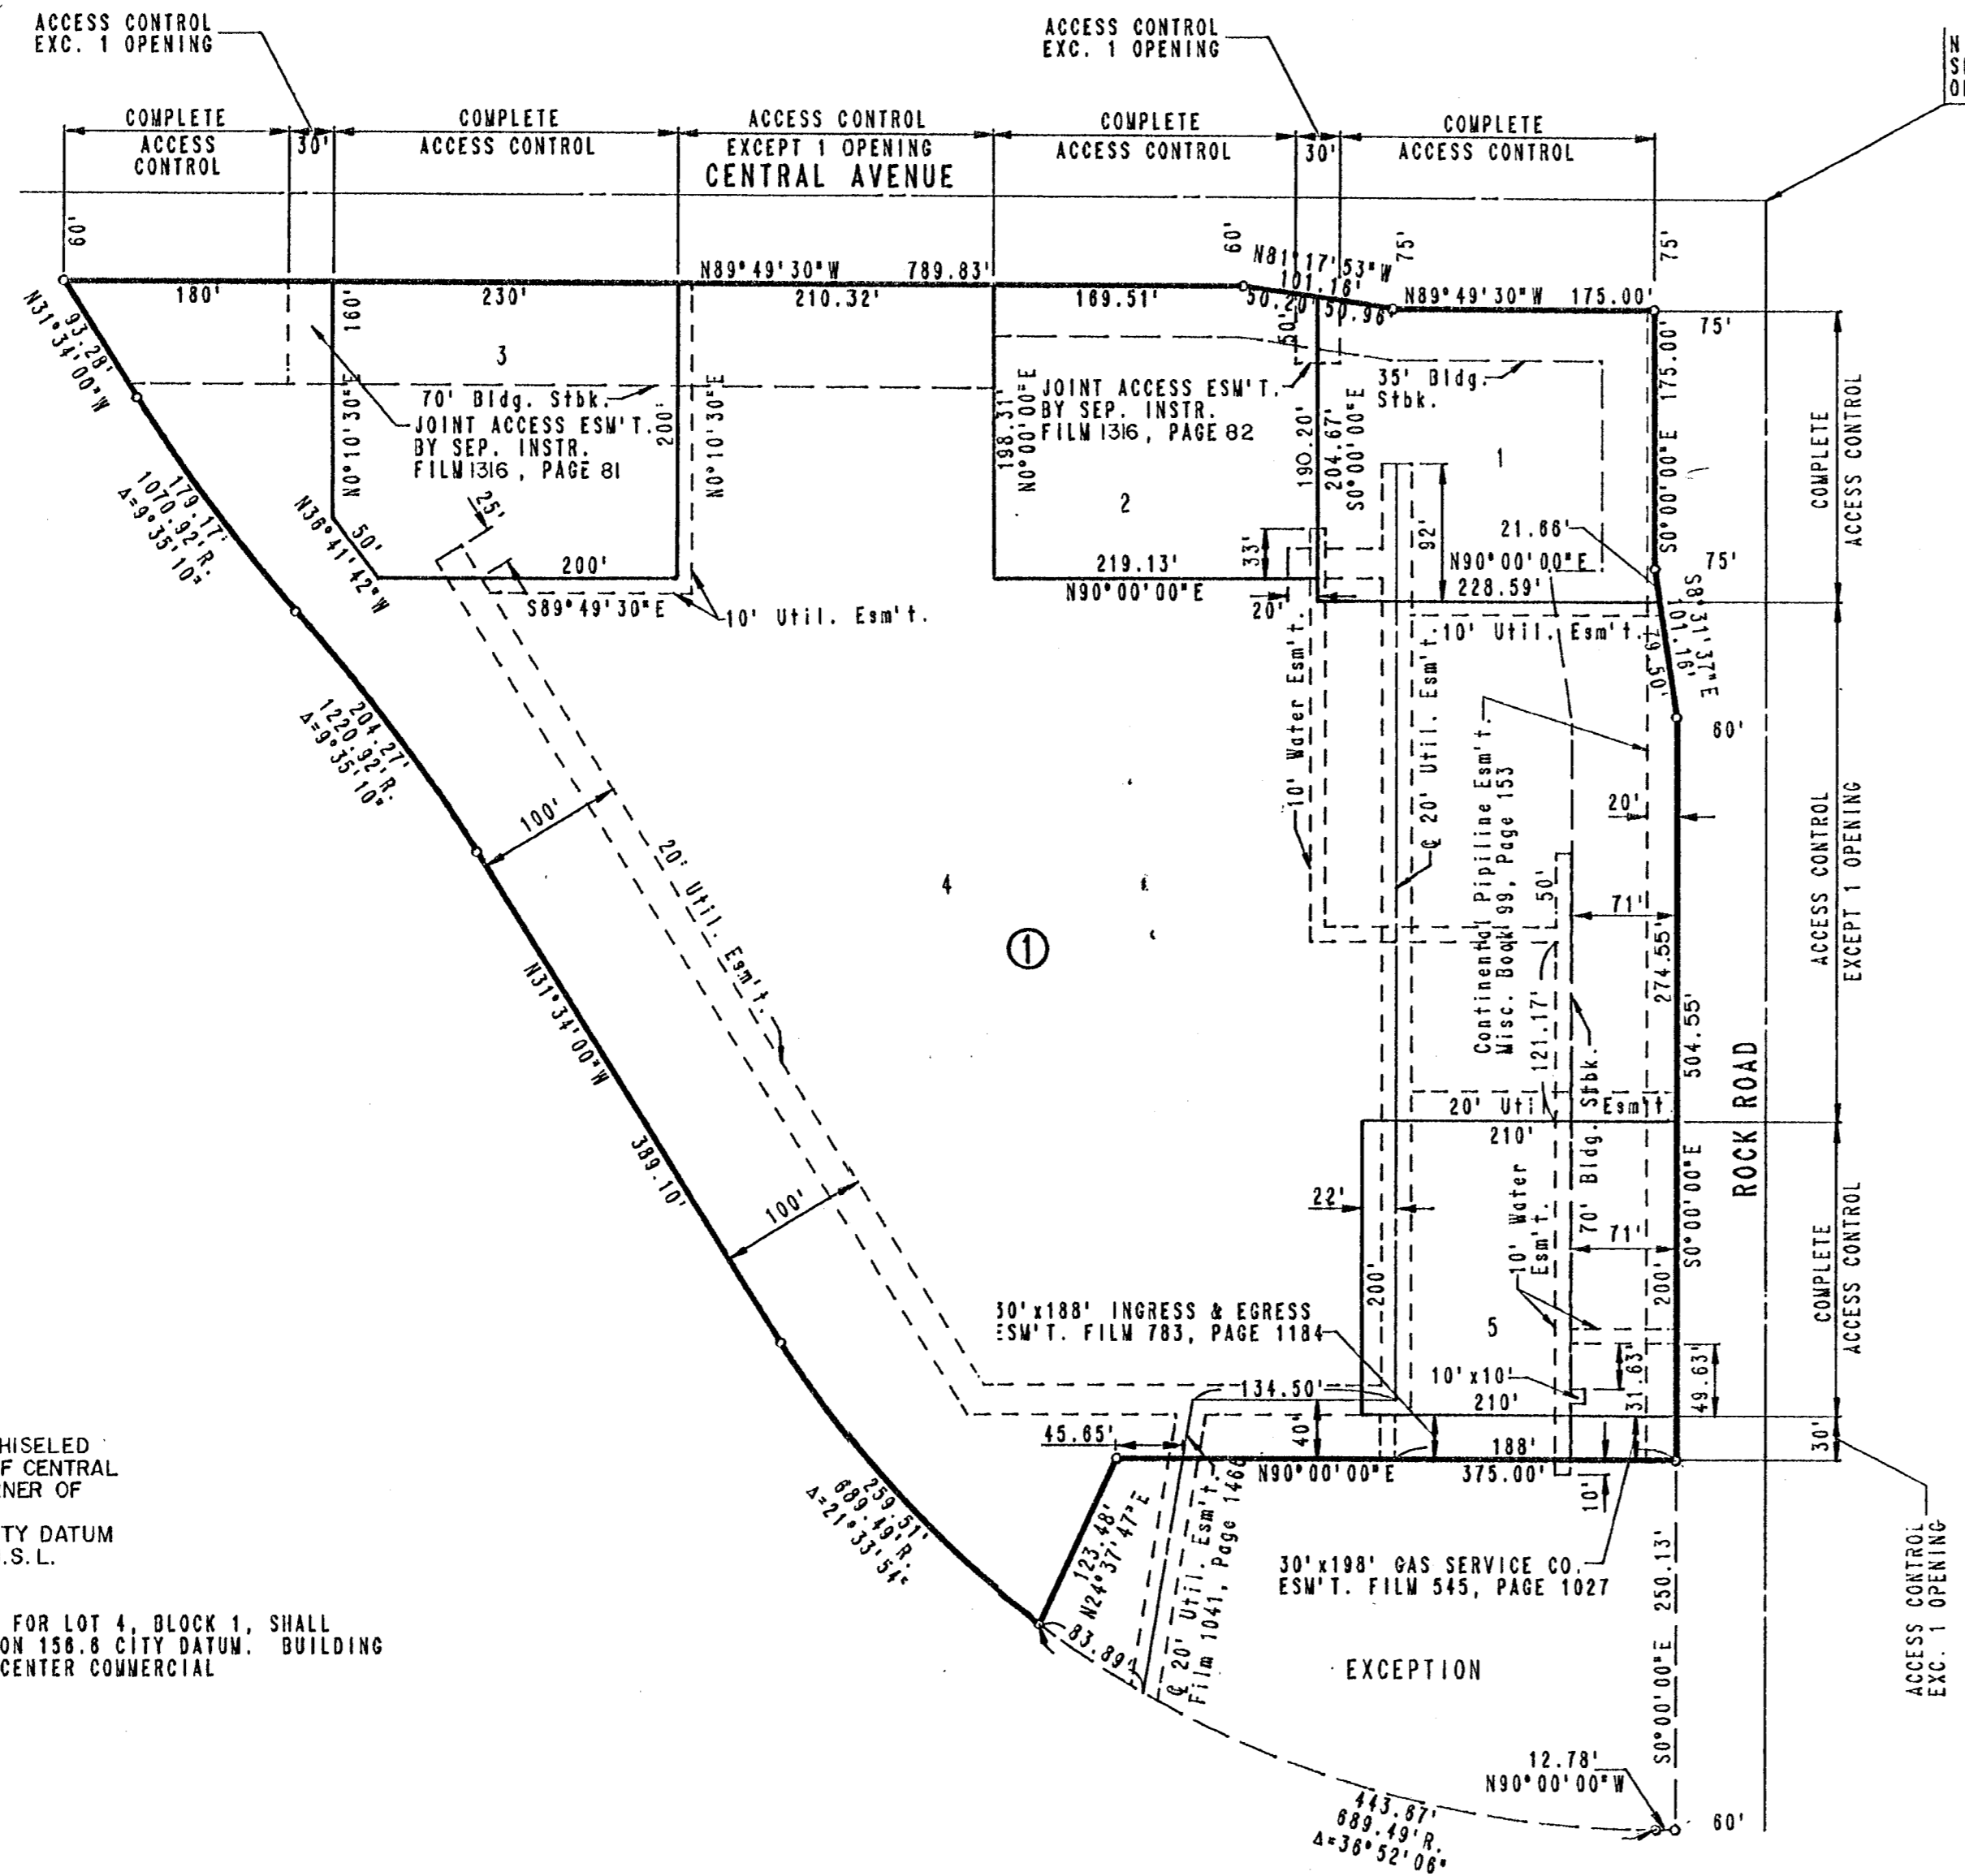 ACCESS CONTROL
EXC. 1 OPENING
ACCESS CONTROL
EXC. 1 OPENING
COMPLETE
ACCESS
CONTROL
30'
COMPLETE
ACCESS CONTROL
ACCESS CONTROL
EXCEPT 1 OPENING
COMPLETE
ACCESS CONTROL
30'
COMPLETE
ACCESS CONTROL
CENTRAL AVENUE
60'
60'
75'
75'
N89°49'30"W 789.83'
N81°17'53"W
101.16'
N89°49'30"W 175.00'
180'
230'
210.32'
169.51'
50.20'
50.96'
75'
N31°34'00"W
93.28'
160'
3
50'
175.00'
S0°00'00"E
70' Bldg. Stbk.
JOINT ACCESS ESM'T.
BY SEP. INSTR.
FILM 1316, PAGE 81
N0°10'30"E
200'
N0°10'30"E
198.31'
N0°00'00"E
JOINT ACCESS ESM'T.
BY SEP. INSTR.
FILM 1316, PAGE 82
35' Bldg.
Stbk.
190.20'
204.67'
S0°00'00"E
1
2
COMPLETE
ACCESS CONTROL
179.17'
1070.92'R.
Δ=9°35'10"
N36°41'42"W
50'
25'
200'
S89°49'30"E
10' Util. Esm't.
219.13'
N90°00'00"E
33'
20'
92'
21.66'
N90°00'00"E
228.59'
75'
10' Util. Esm't.
S8°31'37"E
101.16'
79.50'
60'
204.27'
1220.92'R.
Δ=9°35'10"
100'
20' Util. Esm't.
4
1
10' Water Esm't.
℄ 20' Util. Esm't.
Continental Pipiline Esm't.
Misc. Book 99, Page 153
20'
50'
71'
274.55'
504.55'
121.17'
ACCESS CONTROL
EXCEPT 1 OPENING
ROCK ROAD
N31°34'00"W
389.10'
100'
20' Util. Esm't.
210'
70' Bldg. Stbk.
S0°00'00"E
22'
10' Water
Esm't.
71'
200'
200'
COMPLETE
ACCESS CONTROL
30'x188' INGRESS & EGRESS
ESM'T. FILM 783, PAGE 1184
5
10'x10'
31.63'
49.63'
134.50'
210'
45.65'
40'
188'
30'
N90°00'00"E 375.00'
10'
HISELED
F CENTRAL
NER OF
TY DATUM
.S.L.
259.51'
689.49'R.
Δ=21°33'54"
123.48'
N24°37'47"E
83.89'
℄ 20' Util. Esm't.
Film 1041, Page 1466
30'x198' GAS SERVICE CO.
ESM'T. FILM 545, PAGE 1027
ACCESS CONTROL
EXC. 1 OPENING
FOR LOT 4, BLOCK 1, SHALL
ON 156.8 CITY DATUM. BUILDING
CENTER COMMERCIAL
EXCEPTION
S0°00'00"E 250.13'
12.78'
N90°00'00"W
60'
443.67'
689.49'R.
Δ=36°52'06"